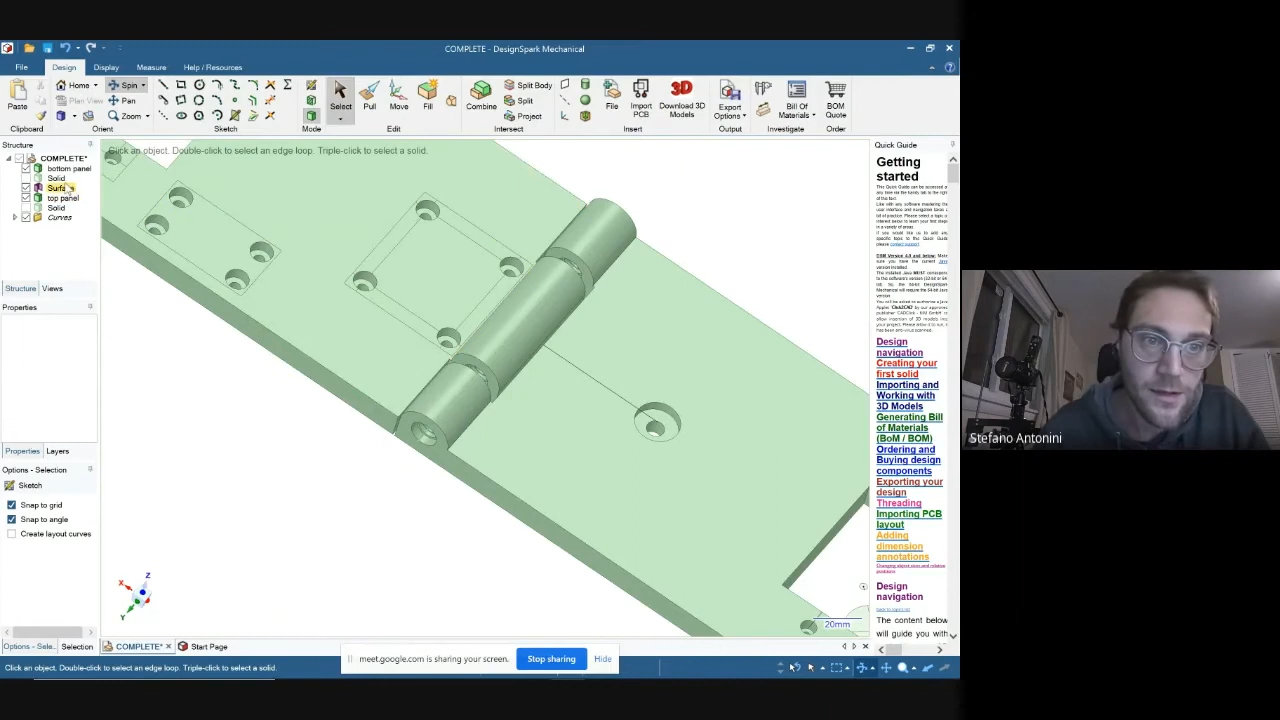 COMPLETE - DesignSpark Mechanical
File Design Display Measure Help / Resources
Home Spin
Plan View Pan
Zoom
Paste
Select Pull Move Fill
Combine
Split Body
Split
Project
File Import PCB Download 3D Models
Export Options
Bill Of Materials
BOM Quote
Clipboard Orient Sketch Mode Edit Intersect Insert Output Investigate Order
Structure
COMPLETE*
bottom panel
Solid
top panel
Solid
Curves
Structure Views
Properties
Properties Layers
Options - Selection
Sketch
Snap to grid
Snap to angle
Create layout curves
Options - Sele... Selection
Click an object. Double-click to select an edge loop. Triple-click to select a solid.
X
Z
Y
20mm
COMPLETE* Start Page
Quick Guide
Getting
started
Design
navigation
Creating your
first solid
Importing and
Working with
3D Models
Generating Bill
of Materials
(BoM / BOM)
Ordering and
Buying design
components
Exporting your
design
Threading
Importing PCB
layout
Adding
dimension
annotations
Design
navigation
The content below
will guide you with
meet.google.com is sharing your screen.
Stop sharing
Hide
Click an object. Double-click to select an edge loop. Triple-click to select a solid.
Stefano Antonini